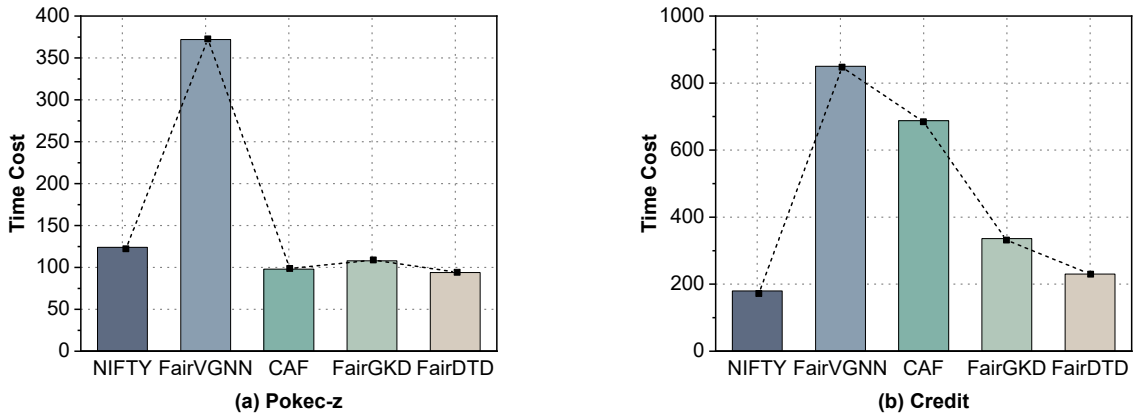 400
350
300
250
200
150
100
50
0
Time Cost
NIFTY FairVGNN CAF FairGKD FairDTD
(a) Pokec-z
1000
800
600
400
200
0
Time Cost
NIFTY FairVGNN CAF FairGKD FairDTD
(b) Credit